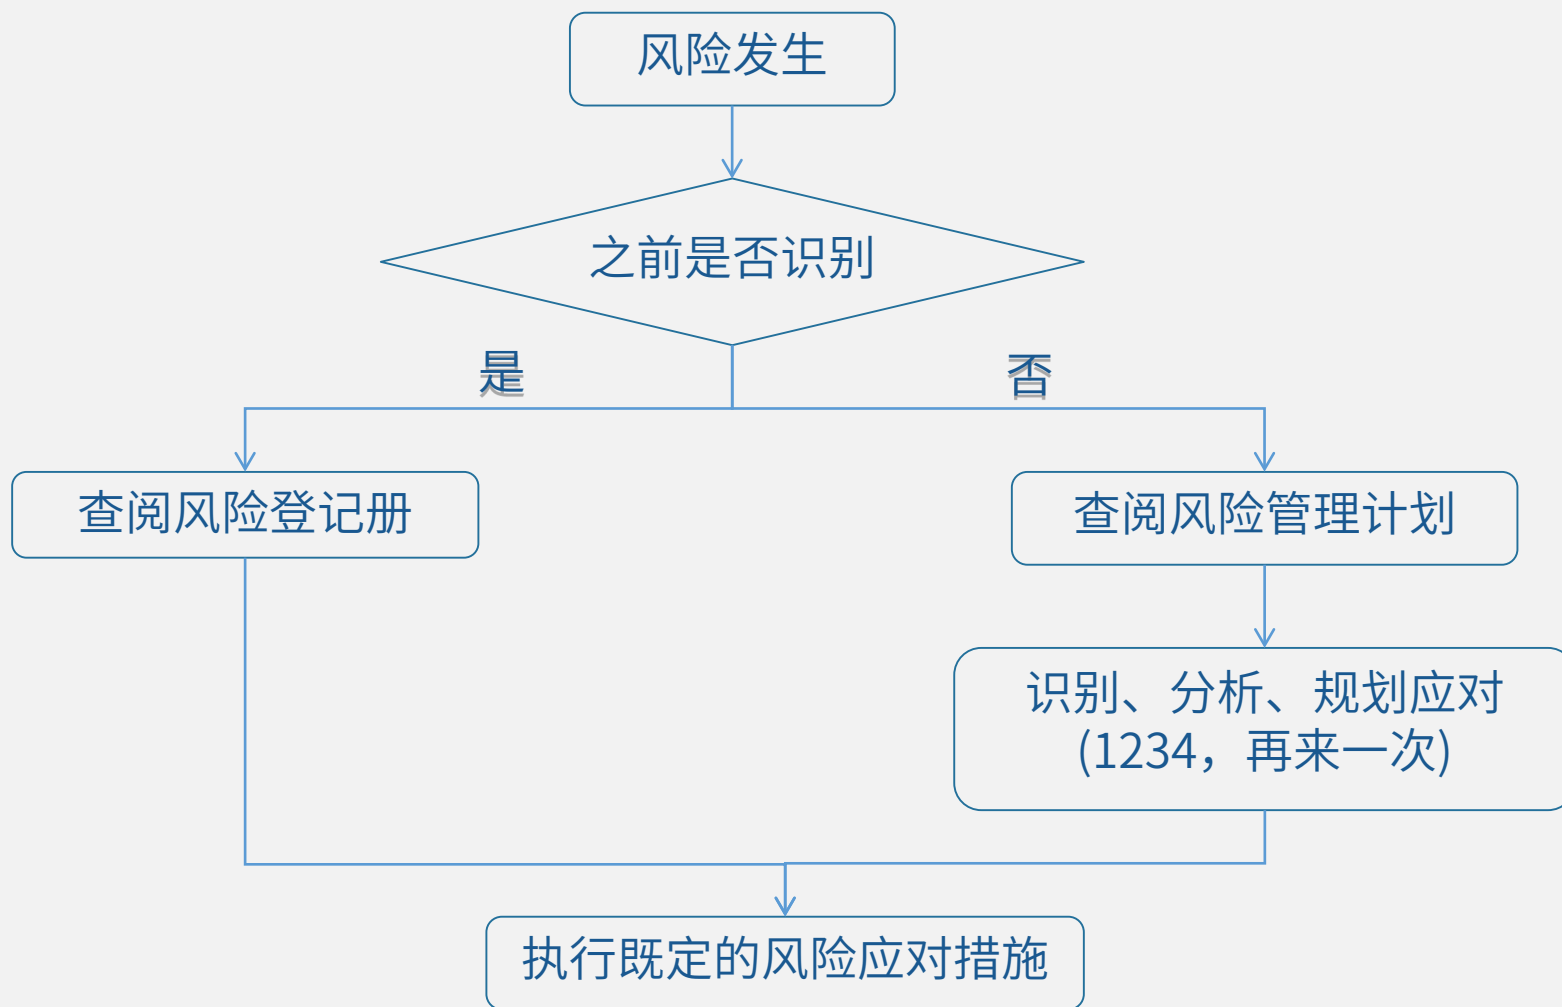 风险发生
之前是否识别
是
否
查阅风险登记册
查阅风险管理计划
识别、分析、规划应对
(1234，再来一次)
执行既定的风险应对措施